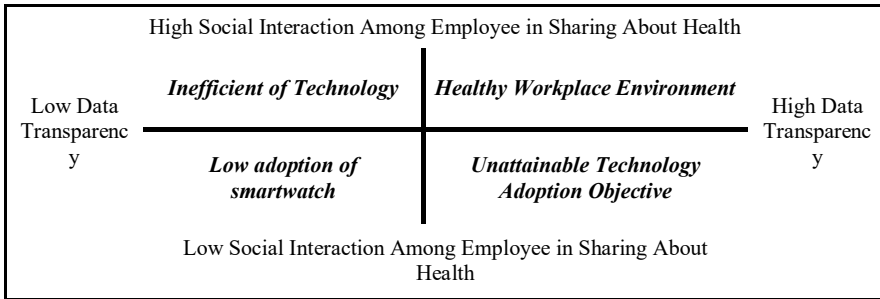 High Social Interaction Among Employee in Sharing About Health
Inefficient of Technology
Healthy Workplace Environment
Low Data
Transparenc
y
High Data
Transparenc
y
Low adoption of
smartwatch
Unattainable Technology
Adoption Objective
Low Social Interaction Among Employee in Sharing About
Health